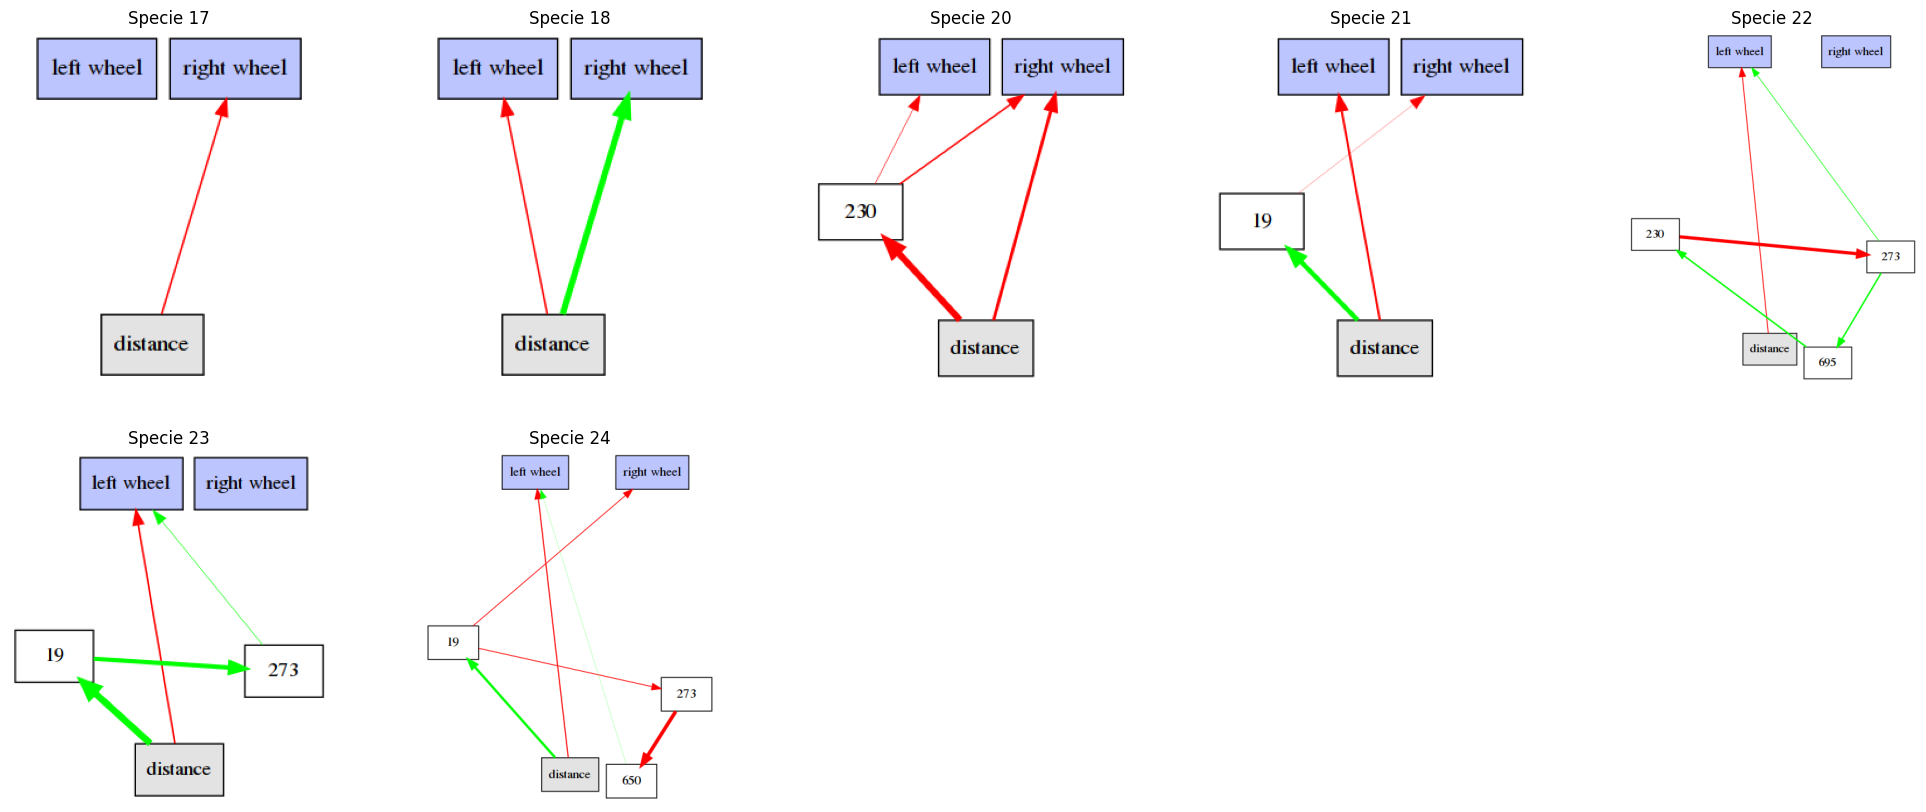 Specie 17
left wheel
right wheel
distance
Specie 18
left wheel
right wheel
distance
Specie 20
left wheel
right wheel
230
distance
Specie 21
left wheel
right wheel
19
distance
Specie 22
left wheel
right wheel
230
273
distance
695
Specie 23
left wheel
right wheel
19
273
distance
Specie 24
left wheel
right wheel
19
273
distance
650